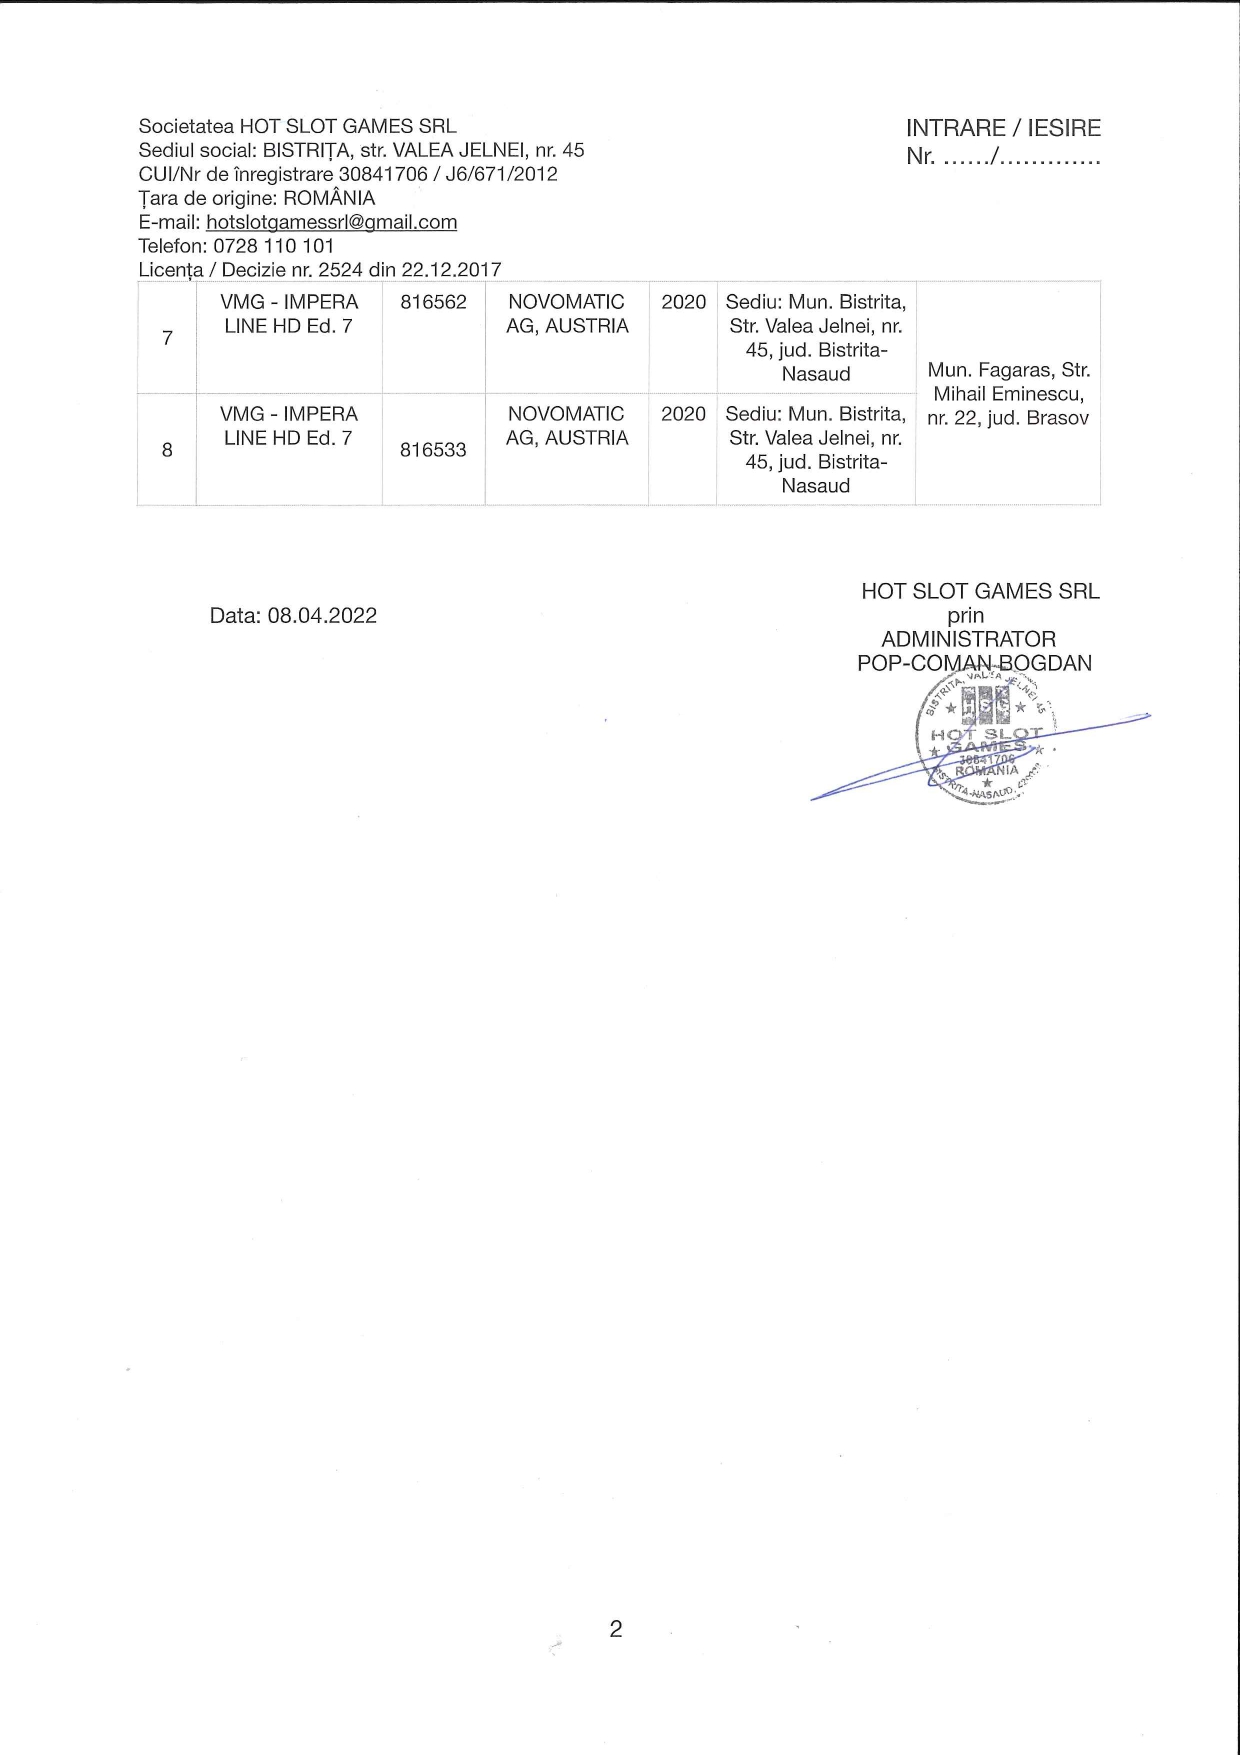 Societatea HOT SLOT GAMES SRL
Sediul social: BISTRIȚA, str. VALEA JELNEI, nr. 45
CUI/Nr de înregistrare 30841706 / J6/671/2012
Țara de origine: ROMÂNIA
E-mail: hotslotgamessrl@gmail.com
Telefon: 0728 110 101
Licența / Decizie nr. 2524 din 22.12.2017
INTRARE / IESIRE
Nr. ....../.............
7
VMG - IMPERA
LINE HD Ed. 7
816562
NOVOMATIC
AG, AUSTRIA
2020
Sediu: Mun. Bistrita,
Str. Valea Jelnei, nr.
45, jud. Bistrita-
Nasaud
Mun. Fagaras, Str.
Mihail Eminescu,
nr. 22, jud. Brasov
8
VMG - IMPERA
LINE HD Ed. 7
816533
NOVOMATIC
AG, AUSTRIA
2020
Sediu: Mun. Bistrita,
Str. Valea Jelnei, nr.
45, jud. Bistrita-
Nasaud
Data: 08.04.2022
HOT SLOT GAMES SRL
prin
ADMINISTRATOR
POP-COMAN BOGDAN
BISTRITA, VALEA JELNEI 45
HSG
HOT SLOT
GAMES
30841706
ROMANIA
BISTRITA-NASAUD,
2